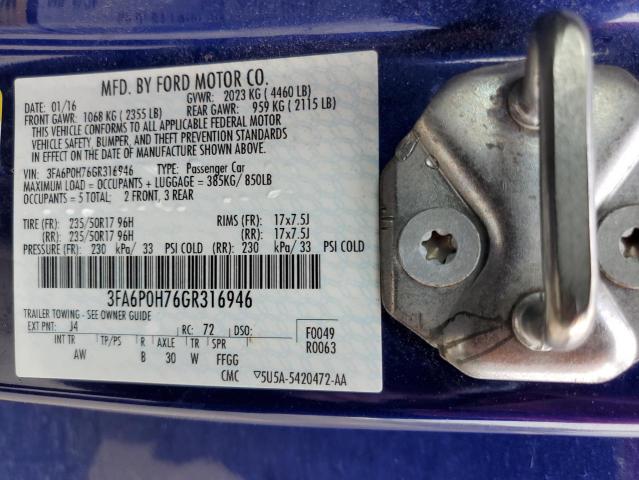 MFD. BY FORD MOTOR CO.
DATE: 01/16 GVWR: 2023 KG ( 4460 LB)
FRONT GAWR: 1068 KG ( 2355 LB) REAR GAWR: 959 KG ( 2115 LB)
THIS VEHICLE CONFORMS TO ALL APPLICABLE FEDERAL MOTOR
VEHICLE SAFETY, BUMPER, AND THEFT PREVENTION STANDARDS
IN EFFECT ON THE DATE OF MANUFACTURE SHOWN ABOVE.
VIN: 3FA6P0H76GR316946 TYPE: Passenger Car
MAXIMUM LOAD = OCCUPANTS + LUGGAGE = 385KG/ 850LB
OCCUPANTS = 5 TOTAL: 2 FRONT, 3 REAR
TIRE (FR): 235/50R17 96H RIMS (FR): 17x7.5J
(RR): 235/50R17 96H (RR): 17x7.5J
PRESSURE (FR): 230 kPa/ 33 PSI COLD (RR): 230 kPa/ 33 PSI COLD
3FA6P0H76GR316946
TRAILER TOWING - SEE OWNER GUIDE
EXT PNT: J4 RC: 72 DSO: F0049
INT TR TP/PS R AXLE TR SPR R0063
AW B 30 W FFGG
CMC ▽5U5A-5420472-AA